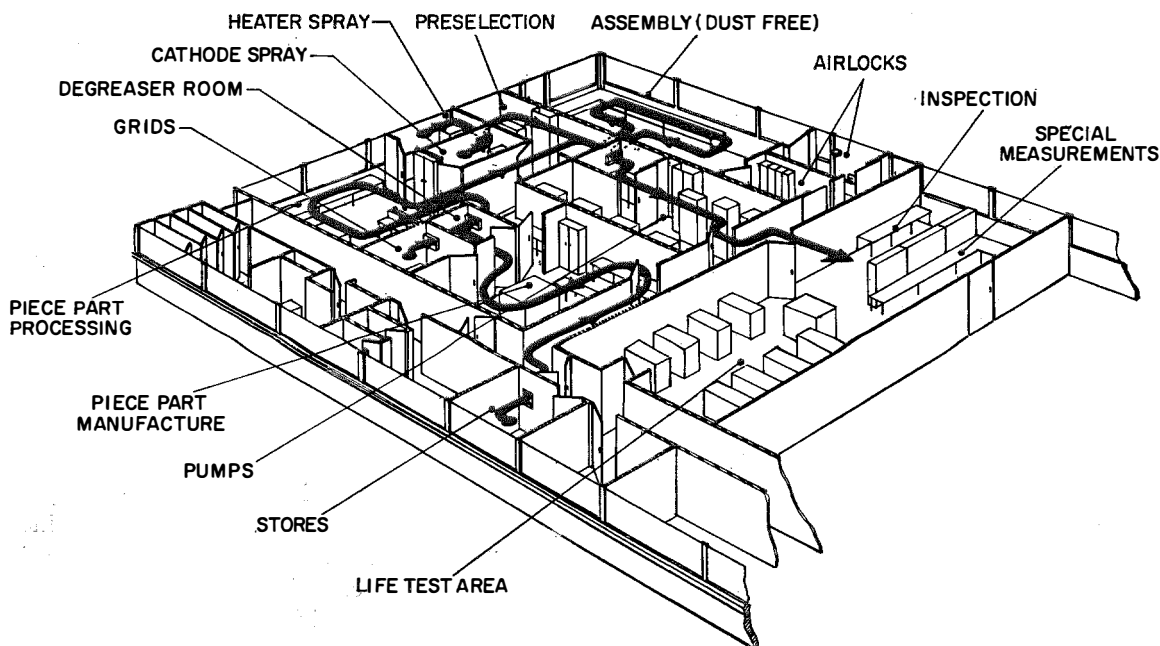 HEATER SPRAY
PRESELECTION
ASSEMBLY (DUST FREE)
CATHODE SPRAY
AIRLOCKS
DEGREASER ROOM
INSPECTION
GRIDS
SPECIAL
MEASUREMENTS
PIECE PART
PROCESSING
PIECE PART
MANUFACTURE
PUMPS
STORES
LIFE TEST AREA